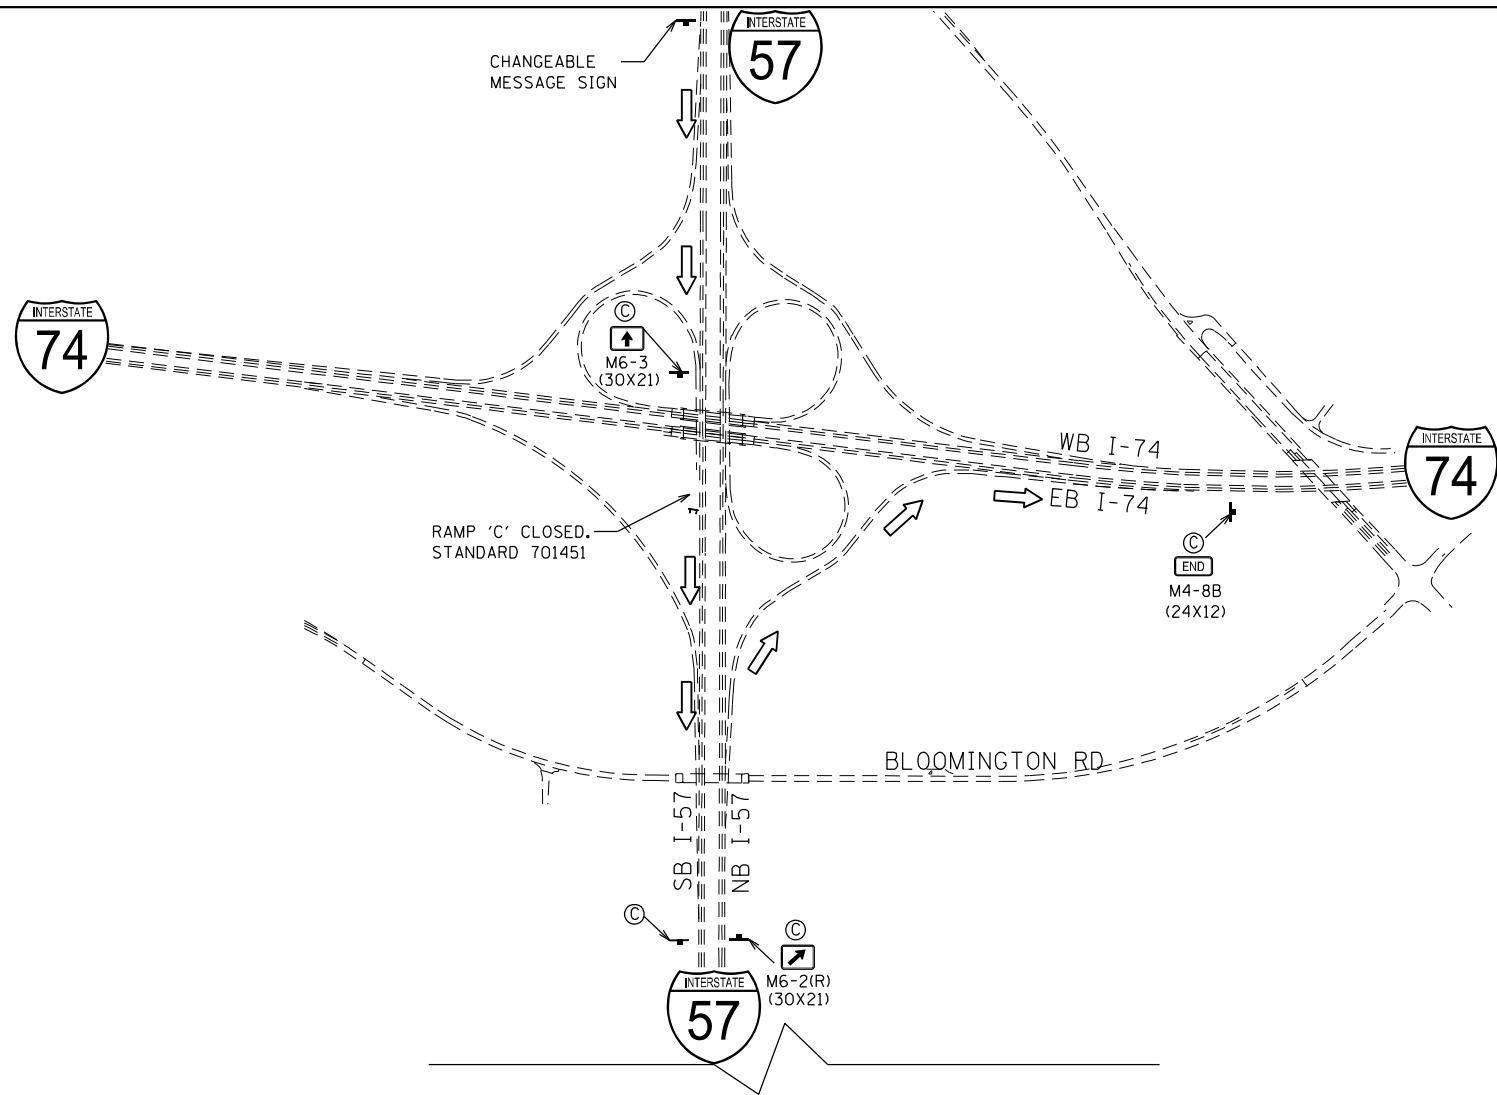 INTERSTATE
57
CHANGEABLE
MESSAGE SIGN
INTERSTATE
74
C
M6-3
(30X21)
WB I-74
EB I-74
INTERSTATE
74
RAMP 'C' CLOSED.
STANDARD 701451
C
END
M4-8B
(24X12)
BLOOMINGTON RD
SB I-57
NB I-57
C
C
M6-2(R)
(30X21)
INTERSTATE
57